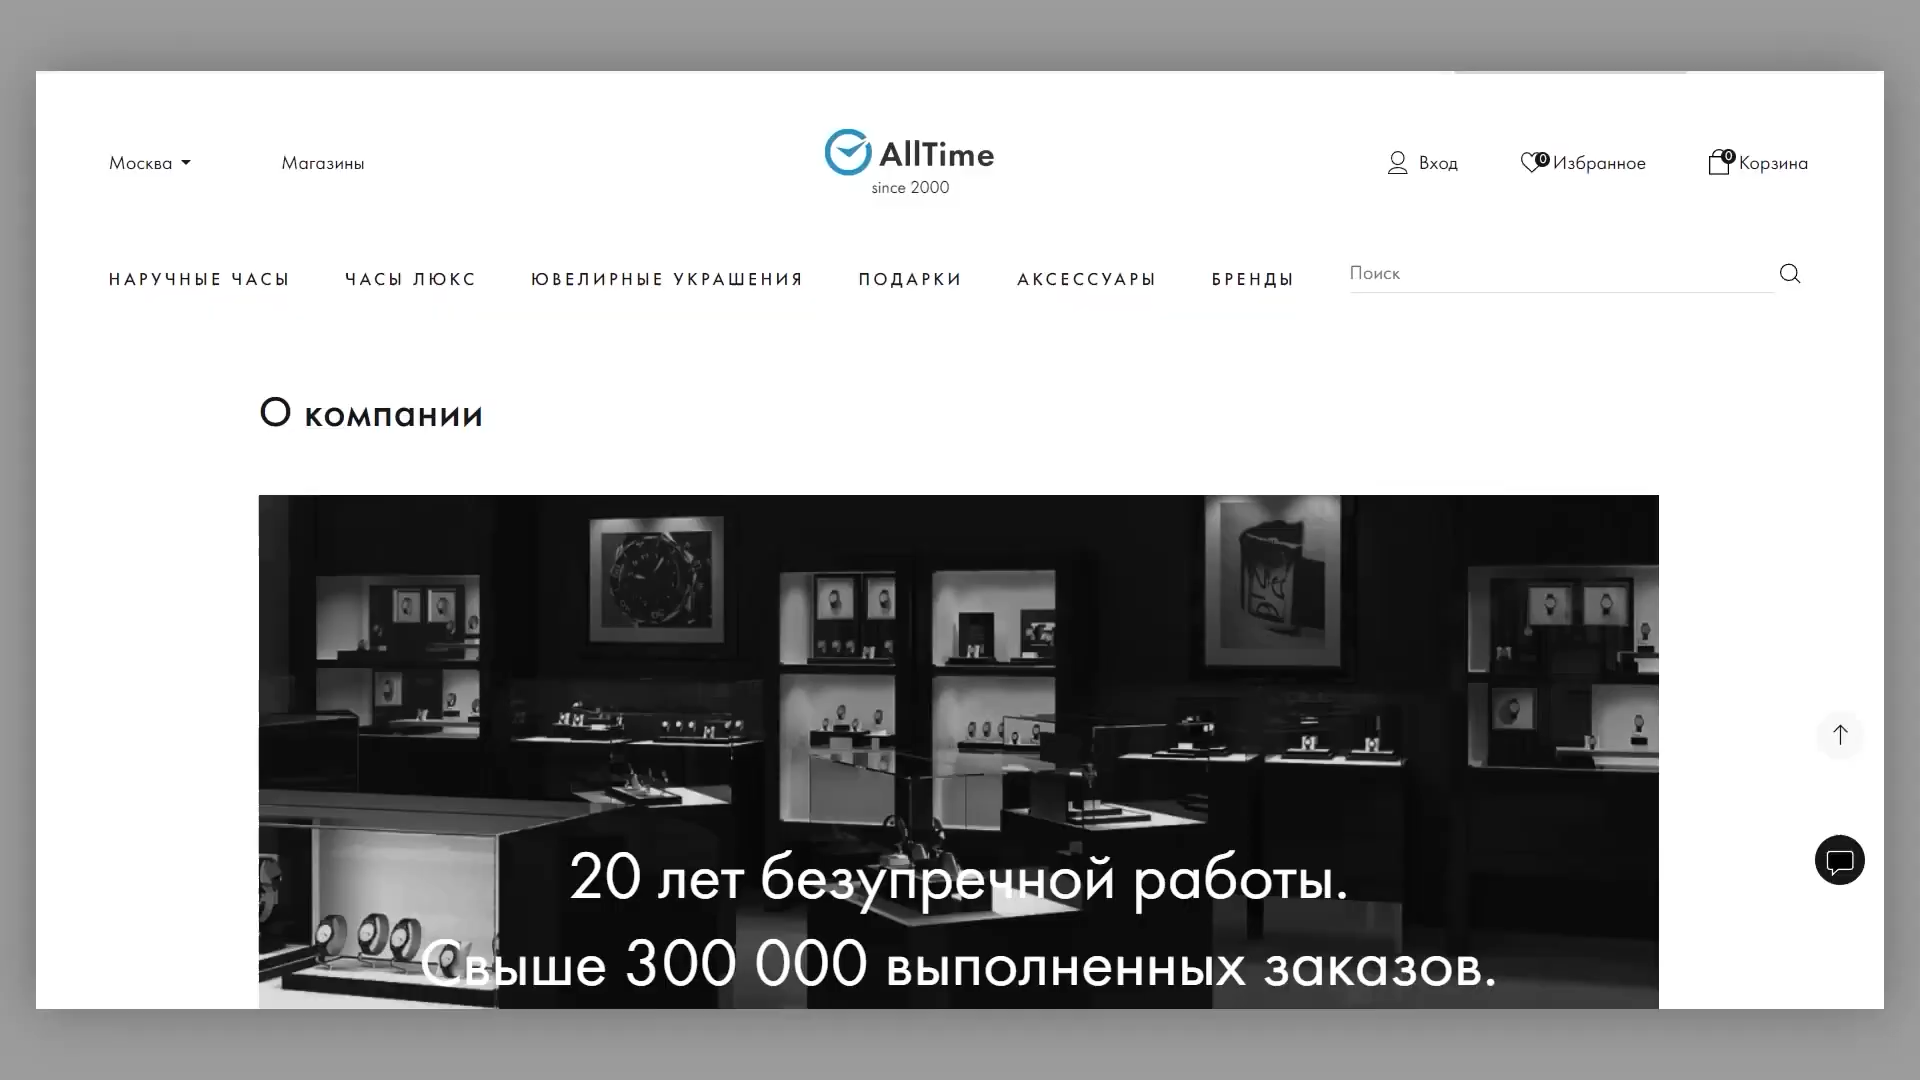 Москва
Магазины
AllTime
since 2000
Вход
0
Избранное
0
Корзина
НАРУЧНЫЕ ЧАСЫ
ЧАСЫ ЛЮКС
ЮВЕЛИРНЫЕ УКРАШЕНИЯ
ПОДАРКИ
АКСЕССУАРЫ
БРЕНДЫ
Поиск
О компании
20 лет безупречной работы.
Свыше 300 000 выполненных заказов.